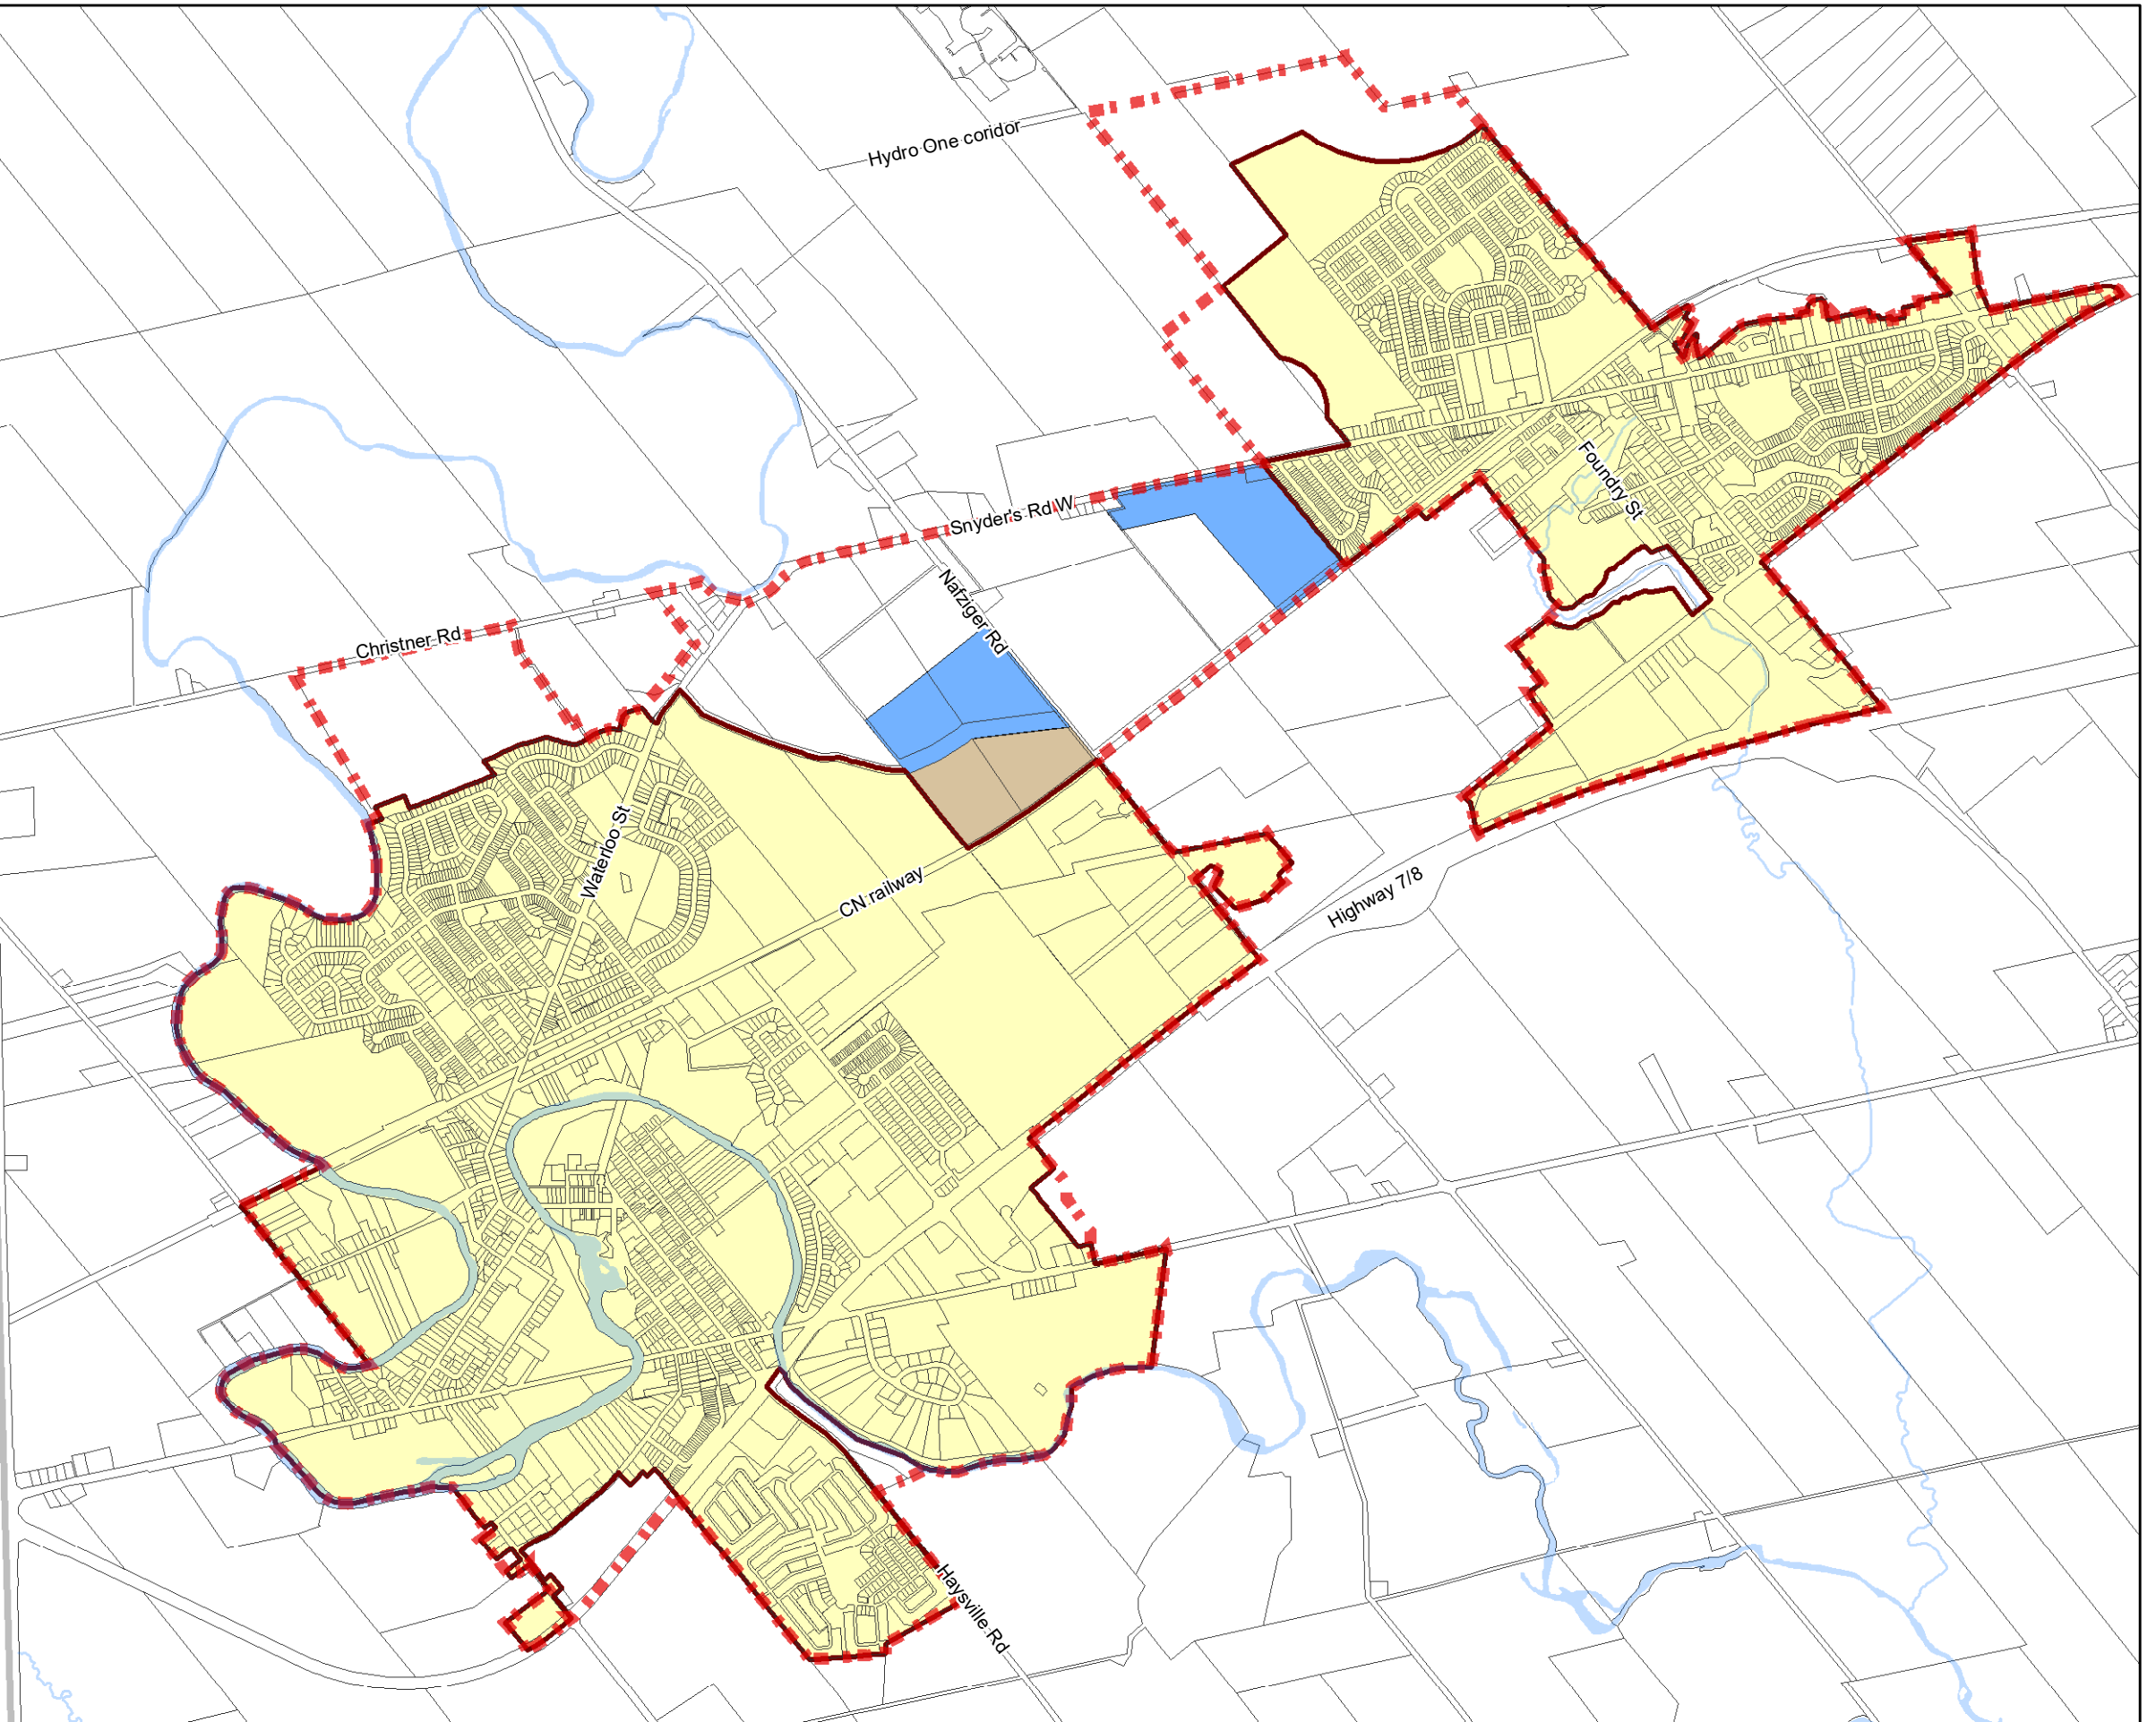 Hydro One coridor
Foundry St
Snyder's Rd W
Nafziger Rd
Christner Rd
Waterloo St
CN railway
Highway 7/8
Haysville Rd